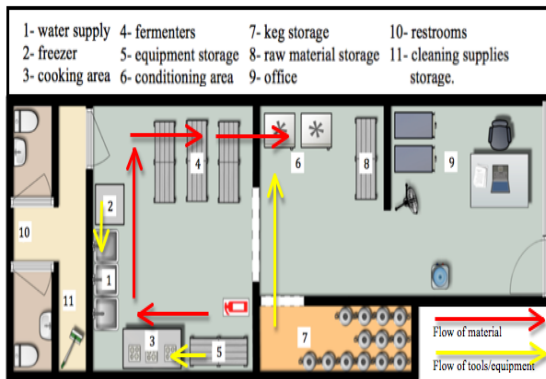 1- water supply 4- fermenters 7- keg storage 10- restrooms
2- freezer 5- equipment storage 8- raw material storage 11- cleaning supplies
3- cooking area 6- conditioning area 9- office storage.
4
6
8
9
2
10
1
11
3
5
7
Flow of material
Flow of tools/equipment